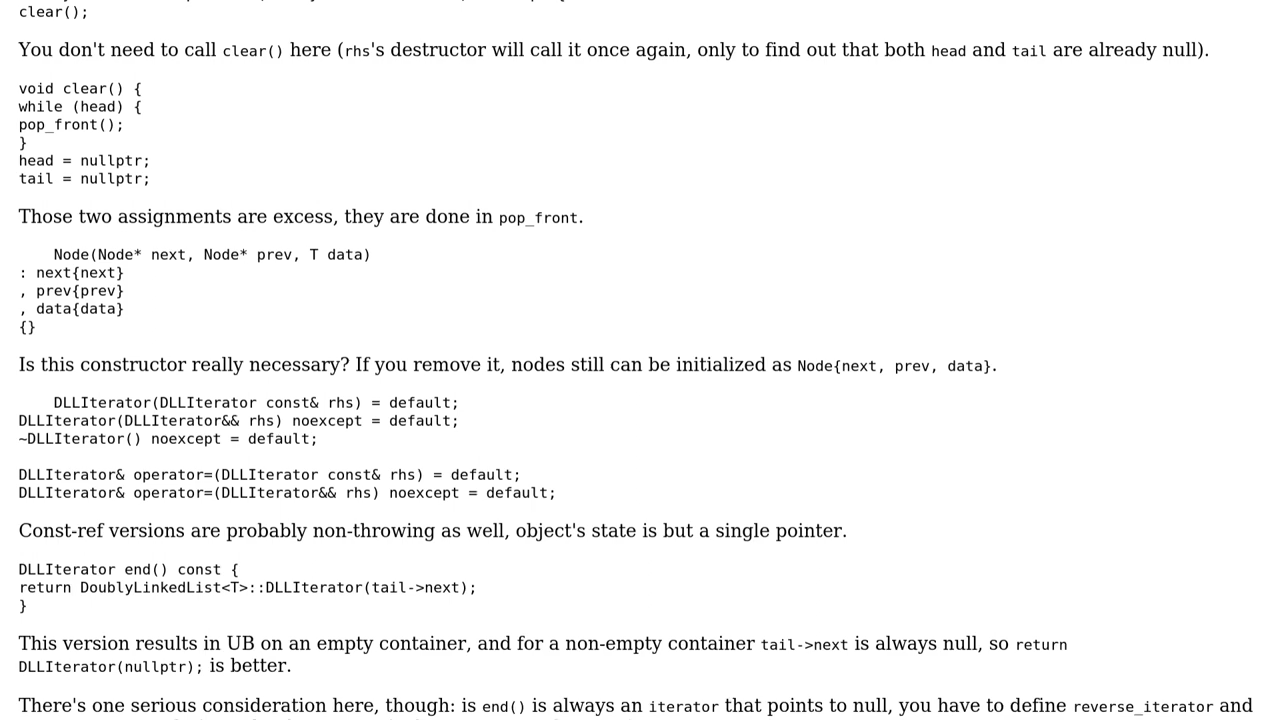 clear();
You don't need to call clear() here (rhs's destructor will call it once again, only to find out that both head and tail are already null).
void clear() {
while (head) {
pop_front();
}
head = nullptr;
tail = nullptr;
Those two assignments are excess, they are done in pop_front.
Node(Node* next, Node* prev, T data)
: next{next}
, prev{prev}
, data{data}
{}
Is this constructor really necessary? If you remove it, nodes still can be initialized as Node{next, prev, data}.
DLLIterator(DLLIterator const& rhs) = default;
DLLIterator(DLLIterator&& rhs) noexcept = default;
~DLLIterator() noexcept = default;
DLLIterator& operator=(DLLIterator const& rhs) = default;
DLLIterator& operator=(DLLIterator&& rhs) noexcept = default;
Const-ref versions are probably non-throwing as well, object's state is but a single pointer.
DLLIterator end() const {
return DoublyLinkedList<T>::DLLIterator(tail->next);
}
This version results in UB on an empty container, and for a non-empty container tail->next is always null, so return
DLLIterator(nullptr); is better.
There's one serious consideration here, though: is end() is always an iterator that points to null, you have to define reverse_iterator and